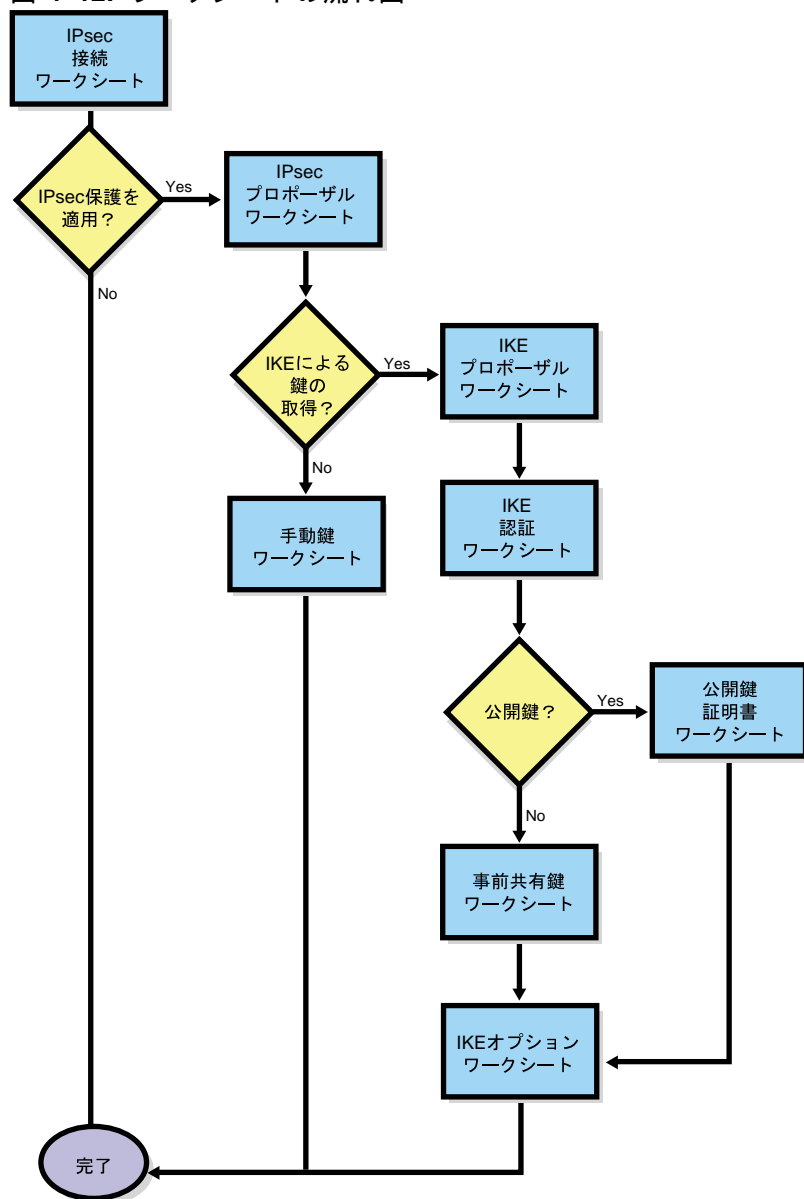 IPsec
接続
ワークシート
IPsec保護を
適用？
Yes
No
IPsec
プロポーザル
ワークシート
IKEによる
鍵の
取得？
Yes
No
IKE
プロポーザル
ワークシート
手動鍵
ワークシート
IKE
認証
ワークシート
公開鍵？
Yes
No
公開鍵
証明書
ワークシート
事前共有鍵
ワークシート
IKEオプション
ワークシート
完了